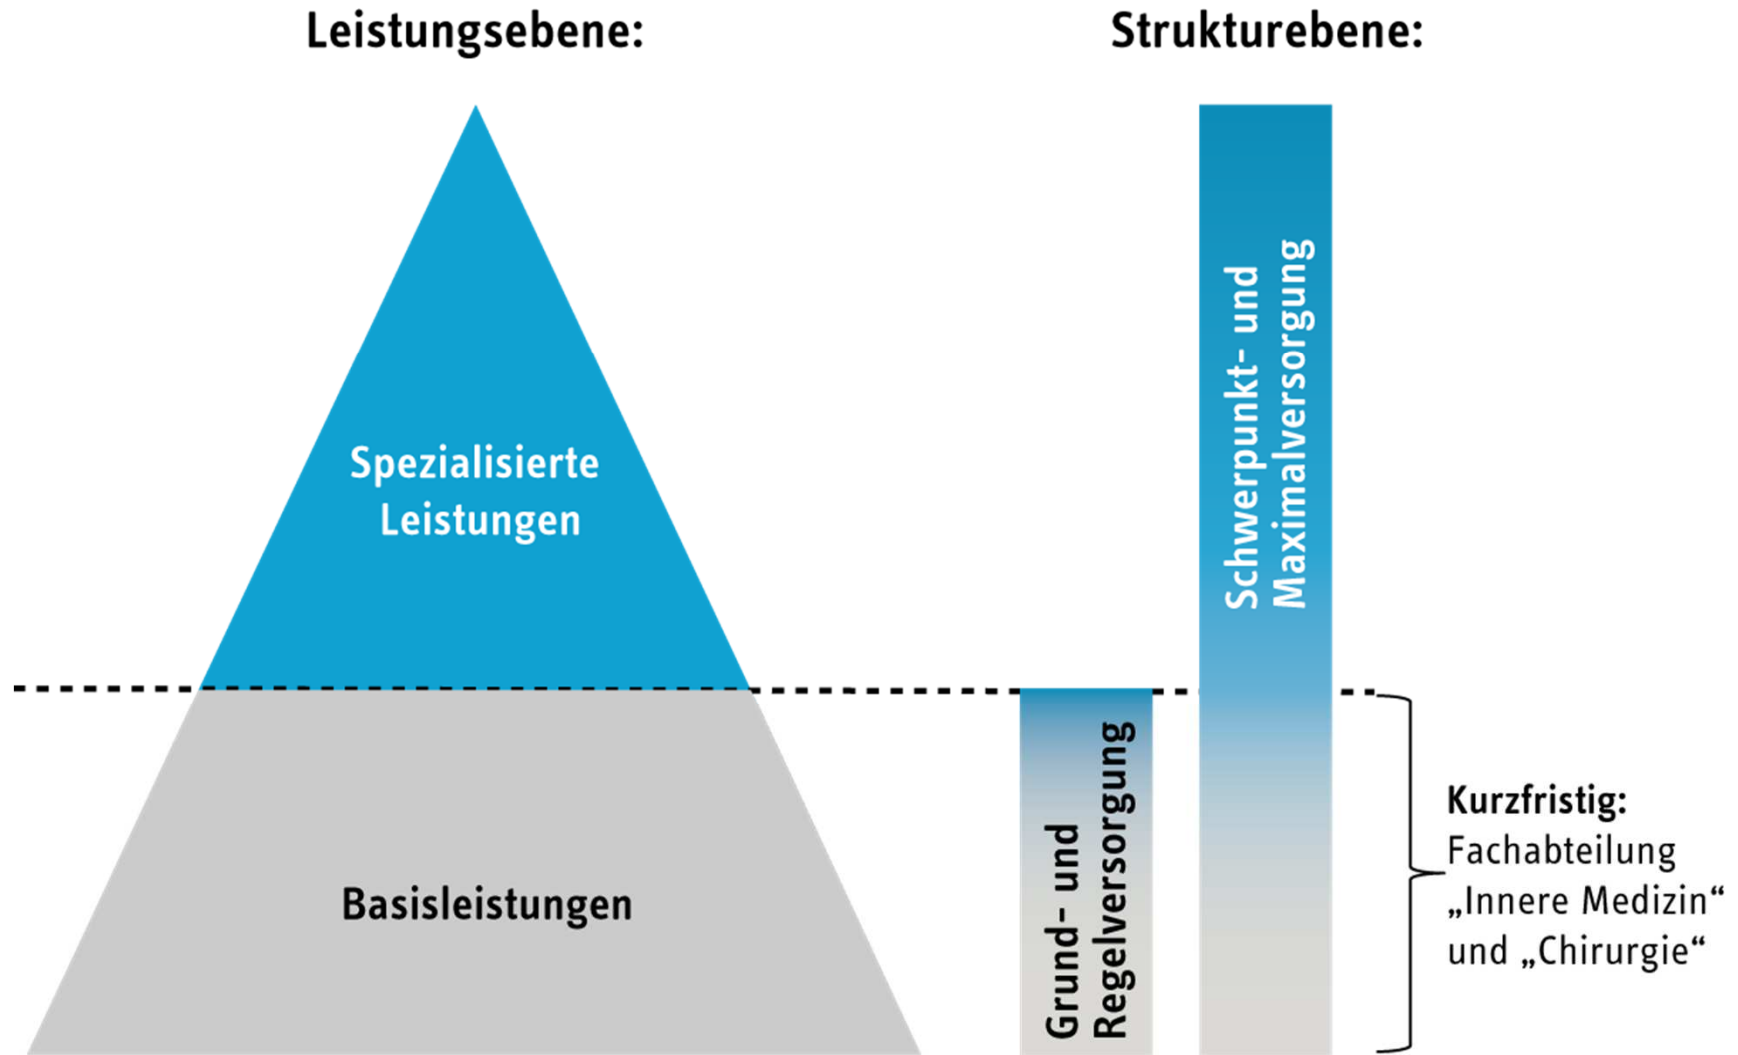 Leistungsebene:
Strukturebene:
Spezialisierte
Leistungen
Basisleistungen
Grund- und
Regelversorgung
Schwerpunkt- und
Maximalversorgung
Kurzfristig:
Fachabteilung
„Innere Medizin“
und „Chirurgie“